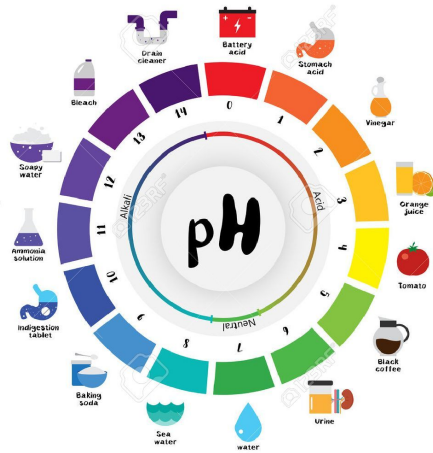 Battery
acid
Stomach
acid
Vinegar
Orange
juice
Tomato
Black
coffee
Urine
water
Sea
water
Baking
soda
Indigestion
tablet
Ammonia
solution
Soapy
water
Bleach
Drain
cleaner
0
1
2
3
4
5
6
7
8
9
10
11
12
13
14
Acid
Neutral
Alkali
pH